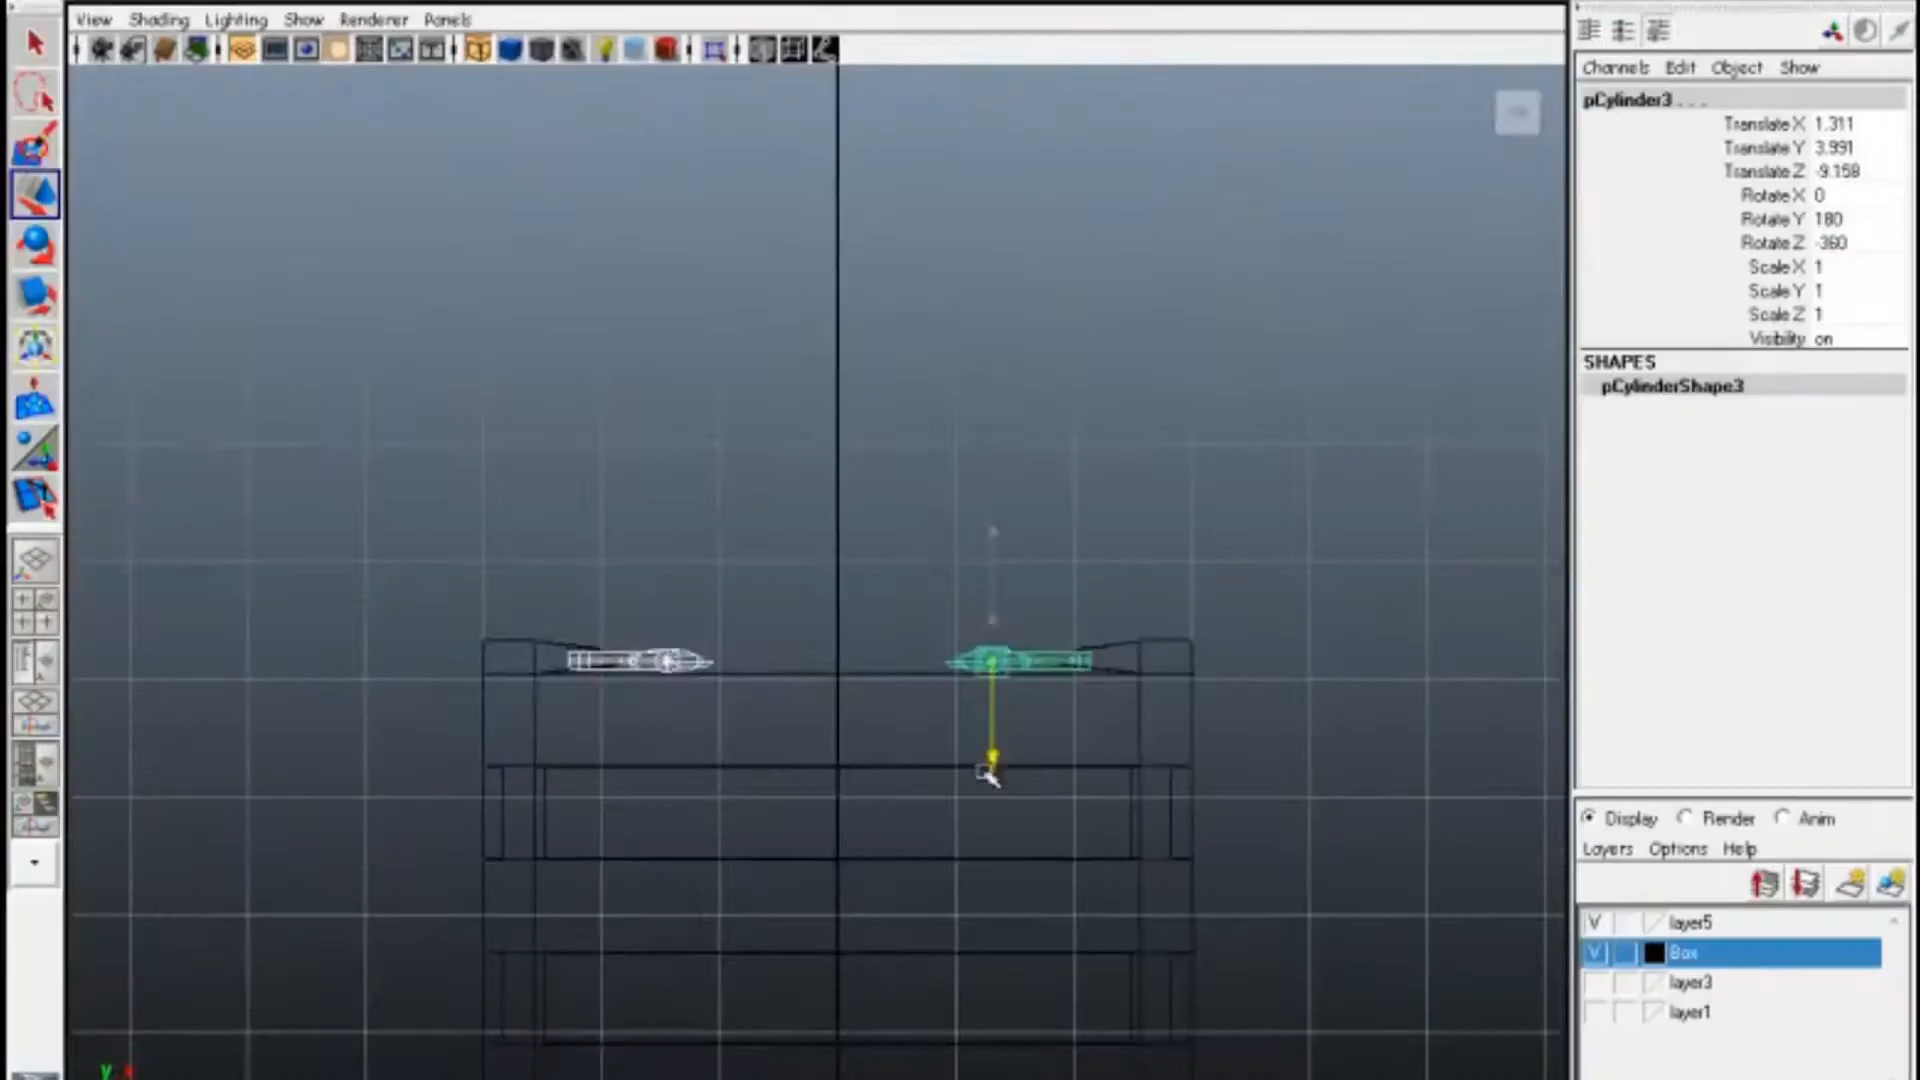 View Shading Lighting Show Renderer Panels
Channels Edit Object Show
pCylinder3 . . .
Translate X 1.311
Translate Y 3.991
Translate Z -9.158
Rotate X 0
Rotate Y 180
Rotate Z -360
Scale X 1
Scale Y 1
Scale Z 1
Visibility on
SHAPES
pCylinderShape3
Display Render Anim
Layers Options Help
V layer5
V Box
layer3
layer1
y x